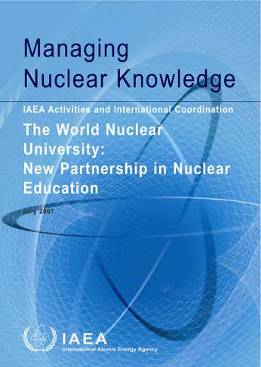 Managing
Nuclear Knowledge
IAEA Activities and International Coordination
The World Nuclear
University:
New Partnership in Nuclear
Education
July 2007
IAEA
International Atomic Energy Agency